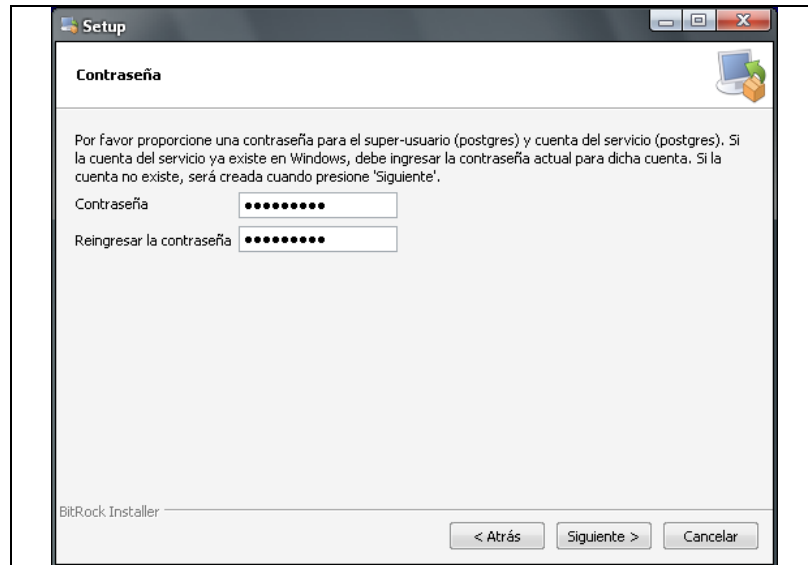 Setup
Contraseña
Por favor proporcione una contraseña para el super-usuario (postgres) y cuenta del servicio (postgres). Si
la cuenta del servicio ya existe en Windows, debe ingresar la contraseña actual para dicha cuenta. Si la
cuenta no existe, será creada cuando presione 'Siguiente'.
Contraseña •••••••••
Reingresar la contraseña •••••••••
BitRock Installer
< Atrás Siguiente > Cancelar